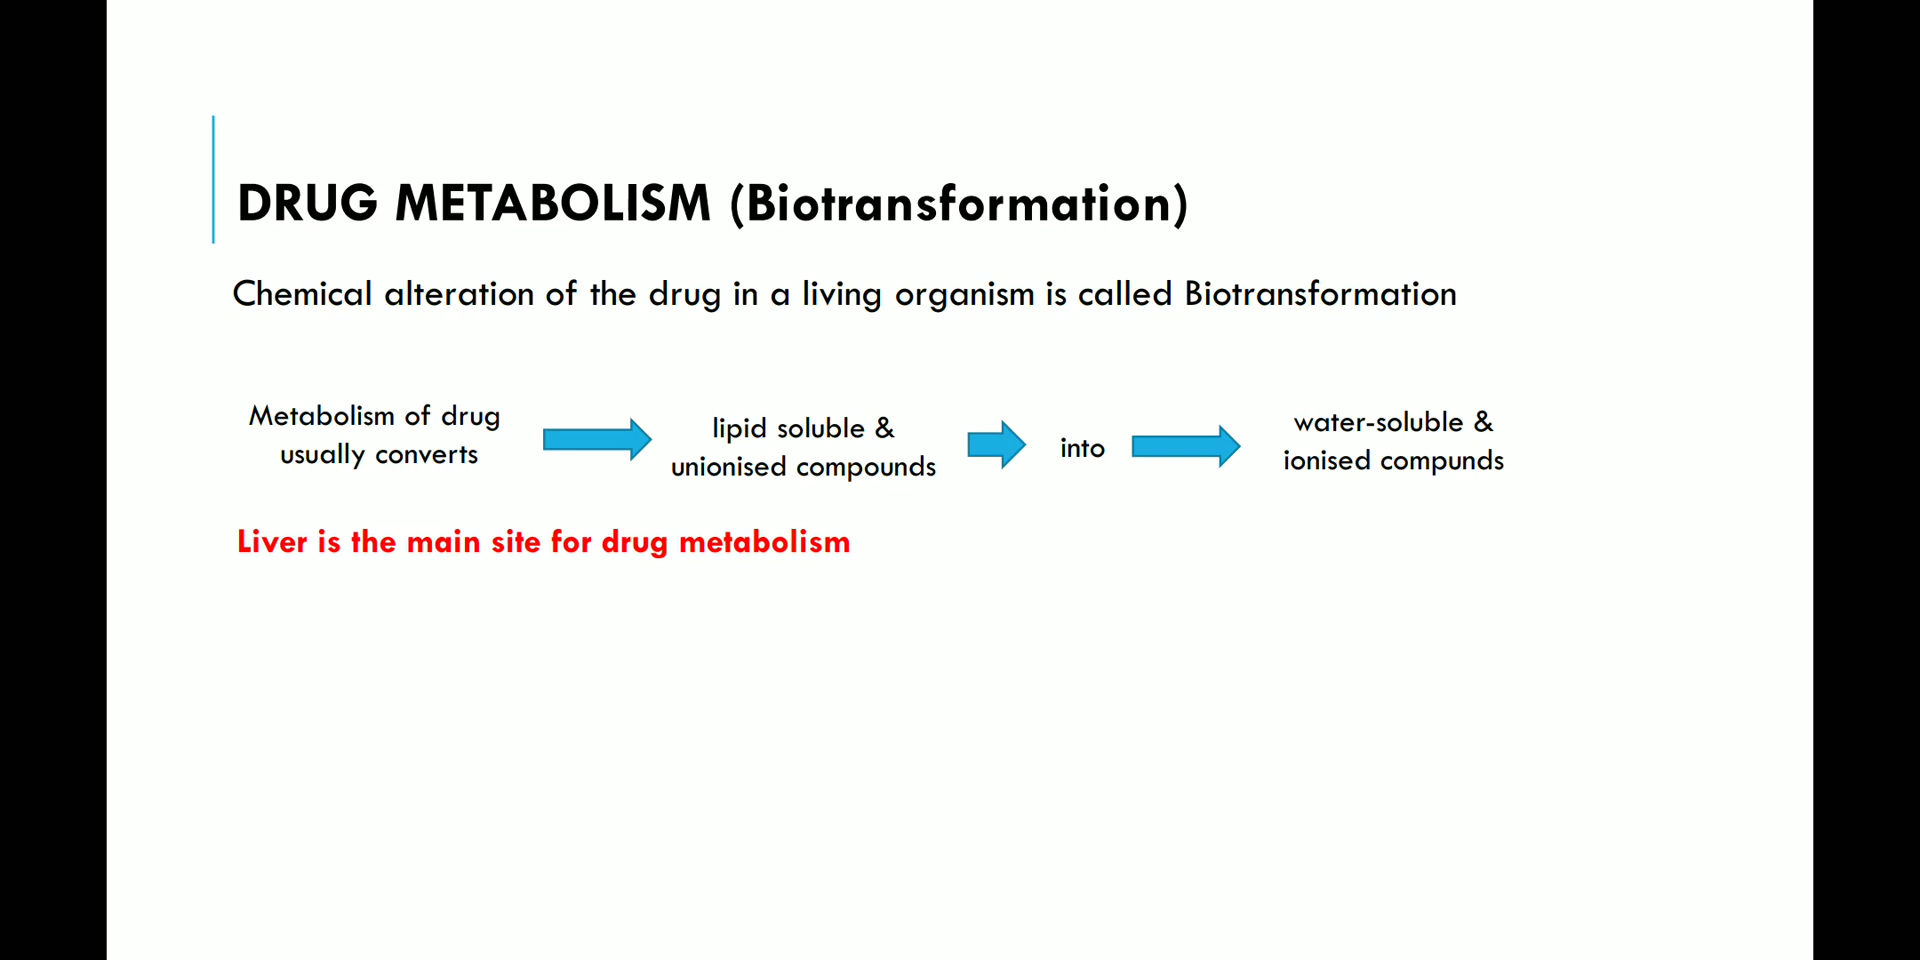 DRUG METABOLISM (Biotransformation)
Chemical alteration of the drug in a living organism is called Biotransformation
Metabolism of drug
usually converts
lipid soluble &
unionised compounds
into
water-soluble &
ionised compunds
Liver is the main site for drug metabolism